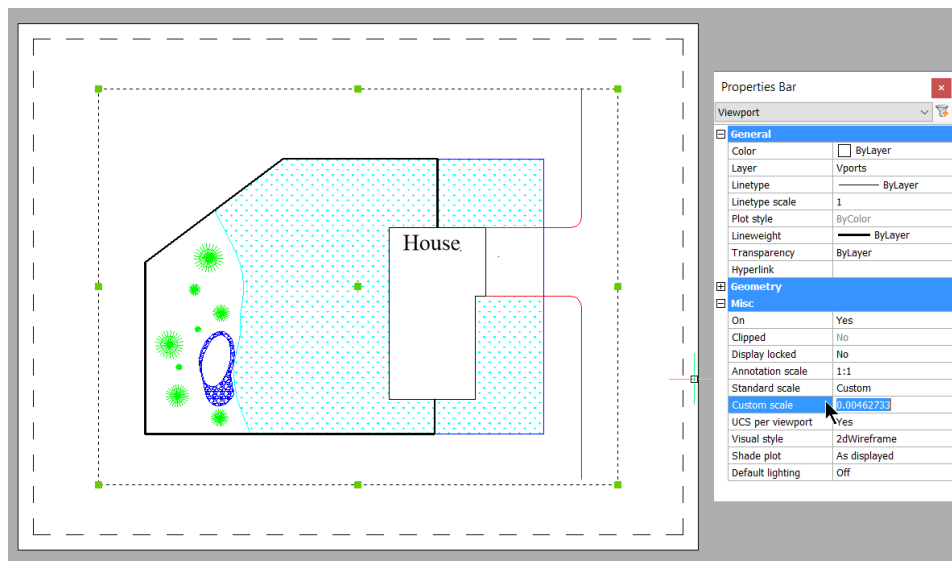 House
Properties Bar
Viewport
General
Color ByLayer
Layer Vports
Linetype ByLayer
Linetype scale 1
Plot style ByColor
Lineweight ByLayer
Transparency ByLayer
Hyperlink
Geometry
Misc
On Yes
Clipped No
Display locked No
Annotation scale 1:1
Standard scale Custom
Custom scale 0.00462733
UCS per viewport Yes
Visual style 2dWireframe
Shade plot As displayed
Default lighting Off